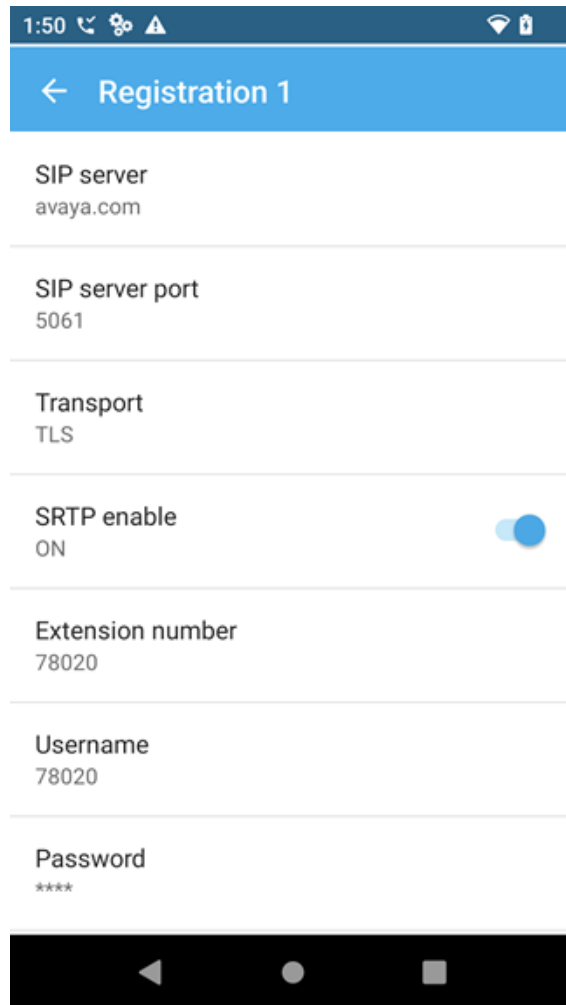 1:50
Registration 1
SIP server
avaya.com
SIP server port
5061
Transport
TLS
SRTP enable
ON
Extension number
78020
Username
78020
Password
****